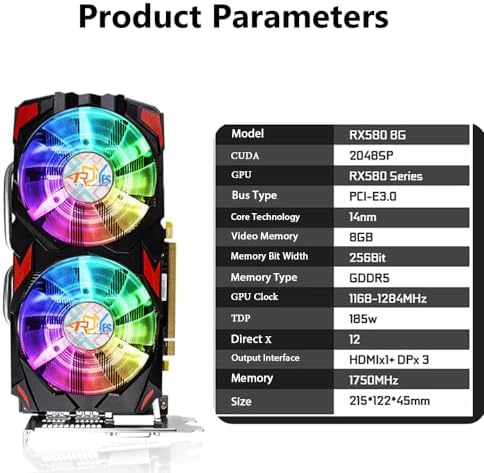 Product Parameters
Model RX580 8G
CUDA 2048SP
GPU RX580 Series
Bus Type PCI-E3.0
Core Technology 14nm
Video Memory 8GB
Memory Bit Width 256Bit
Memory Type GDDR5
GPU Clock 1168-1284MHz
TDP 185w
Direct x 12
Output Interface HDMIx1+ DPx 3
Memory 1750MHz
Size 215*122*45mm